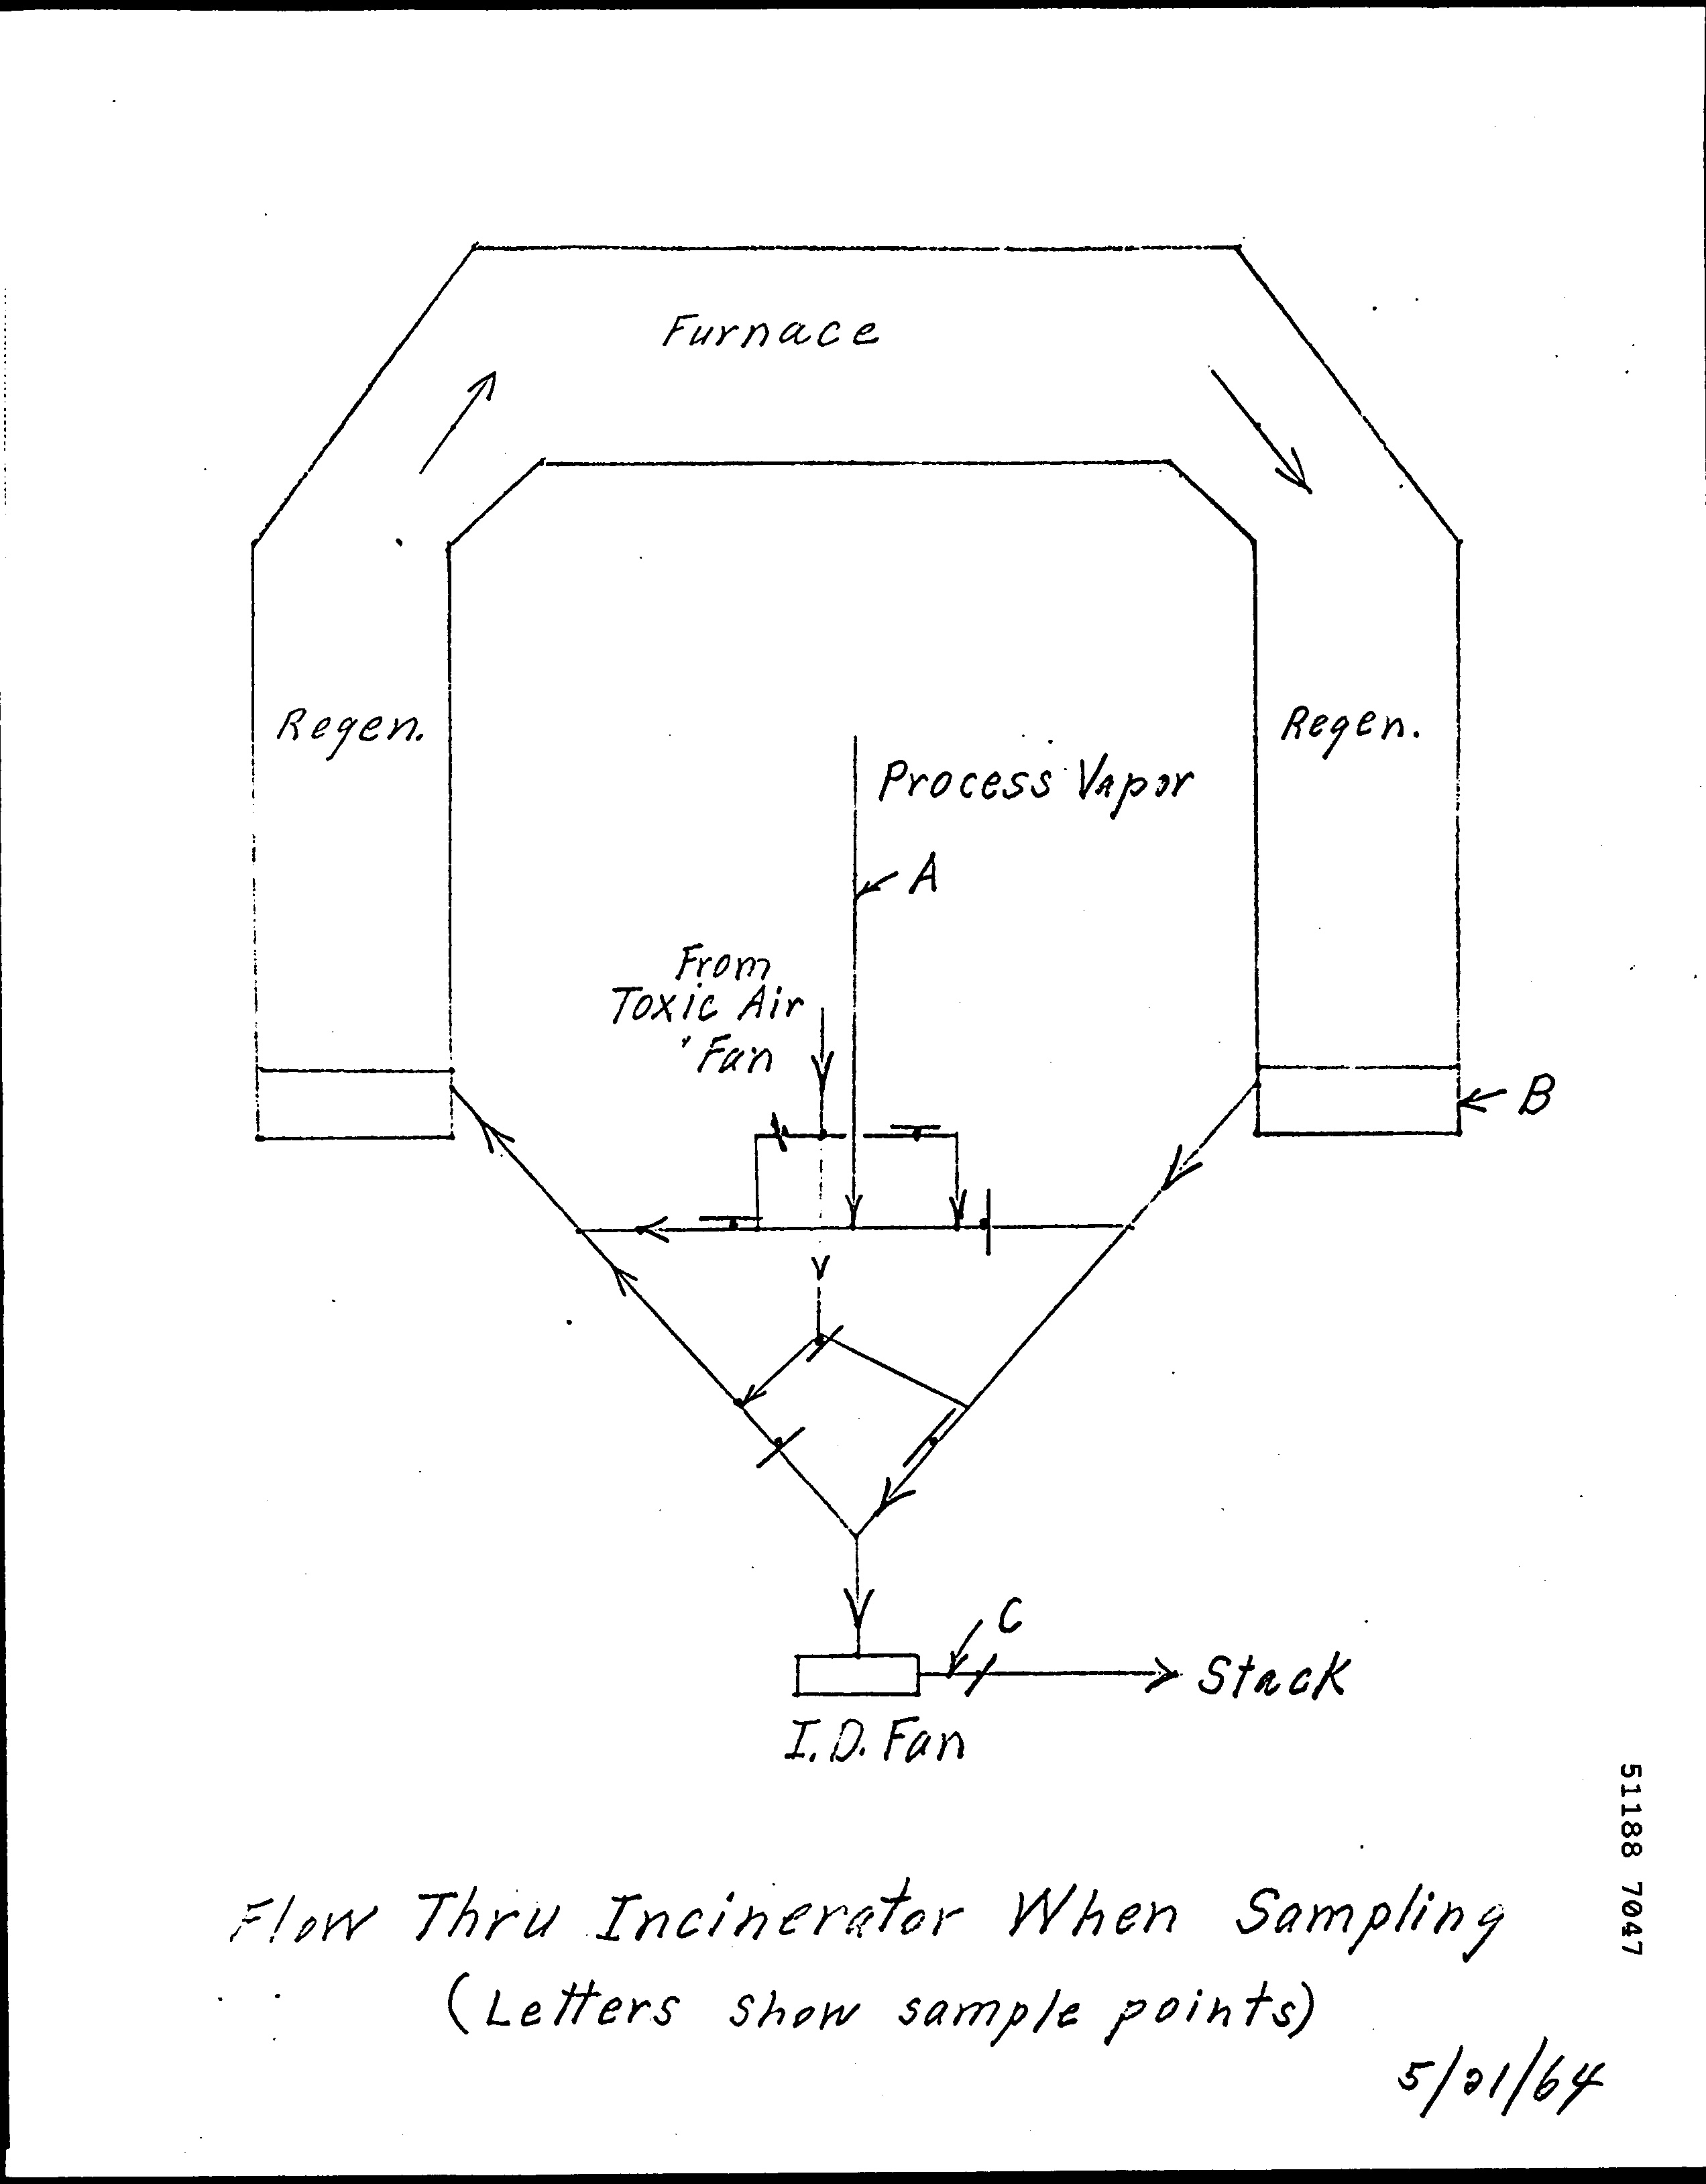 Furnace
Regen.
Regen.
Process Vapor
A
From
Toxic Air
Fan
B
C
Stack
I.D. Fan
51188 7047
Flow Thru Incinerator When Sampling
(Letters show sample points)
5/21/64